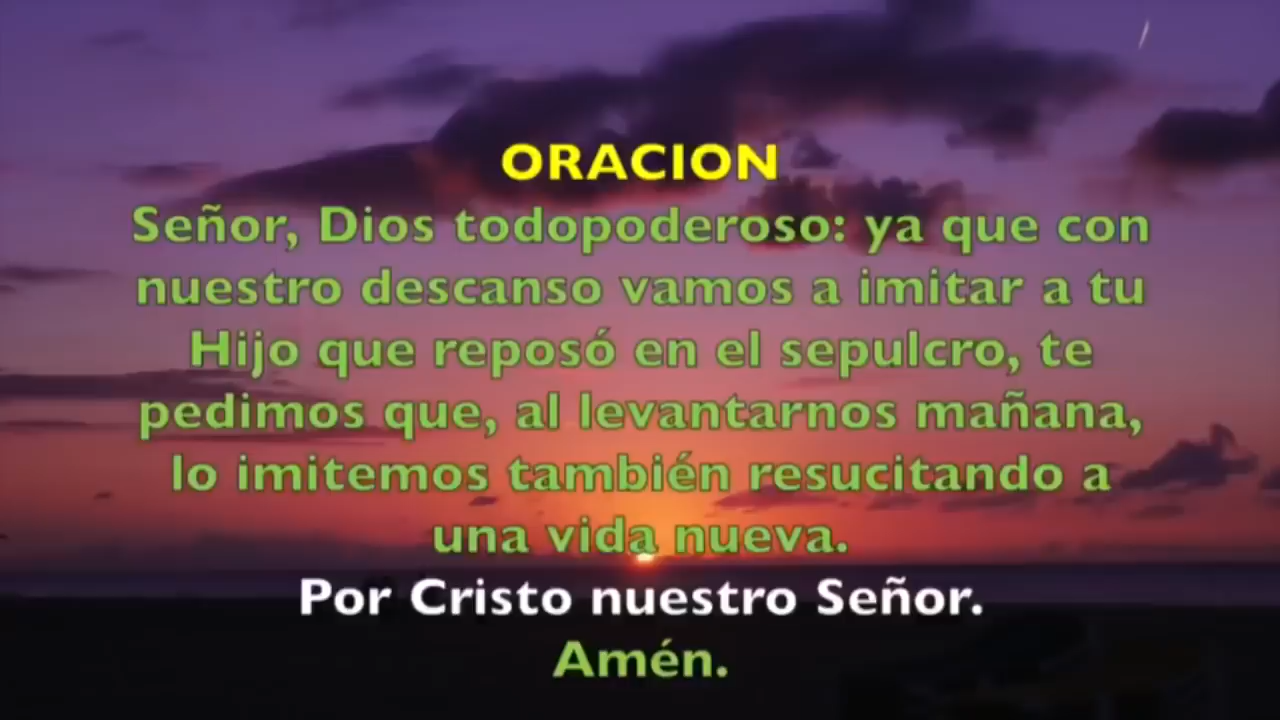 ORACION
Señor, Dios todopoderoso: ya que con
nuestro descanso vamos a imitar a tu
Hijo que reposó en el sepulcro, te
pedimos que, al levantarnos mañana,
lo imitemos también resucitando a
una vida nueva.
Por Cristo nuestro Señor.
Amén.